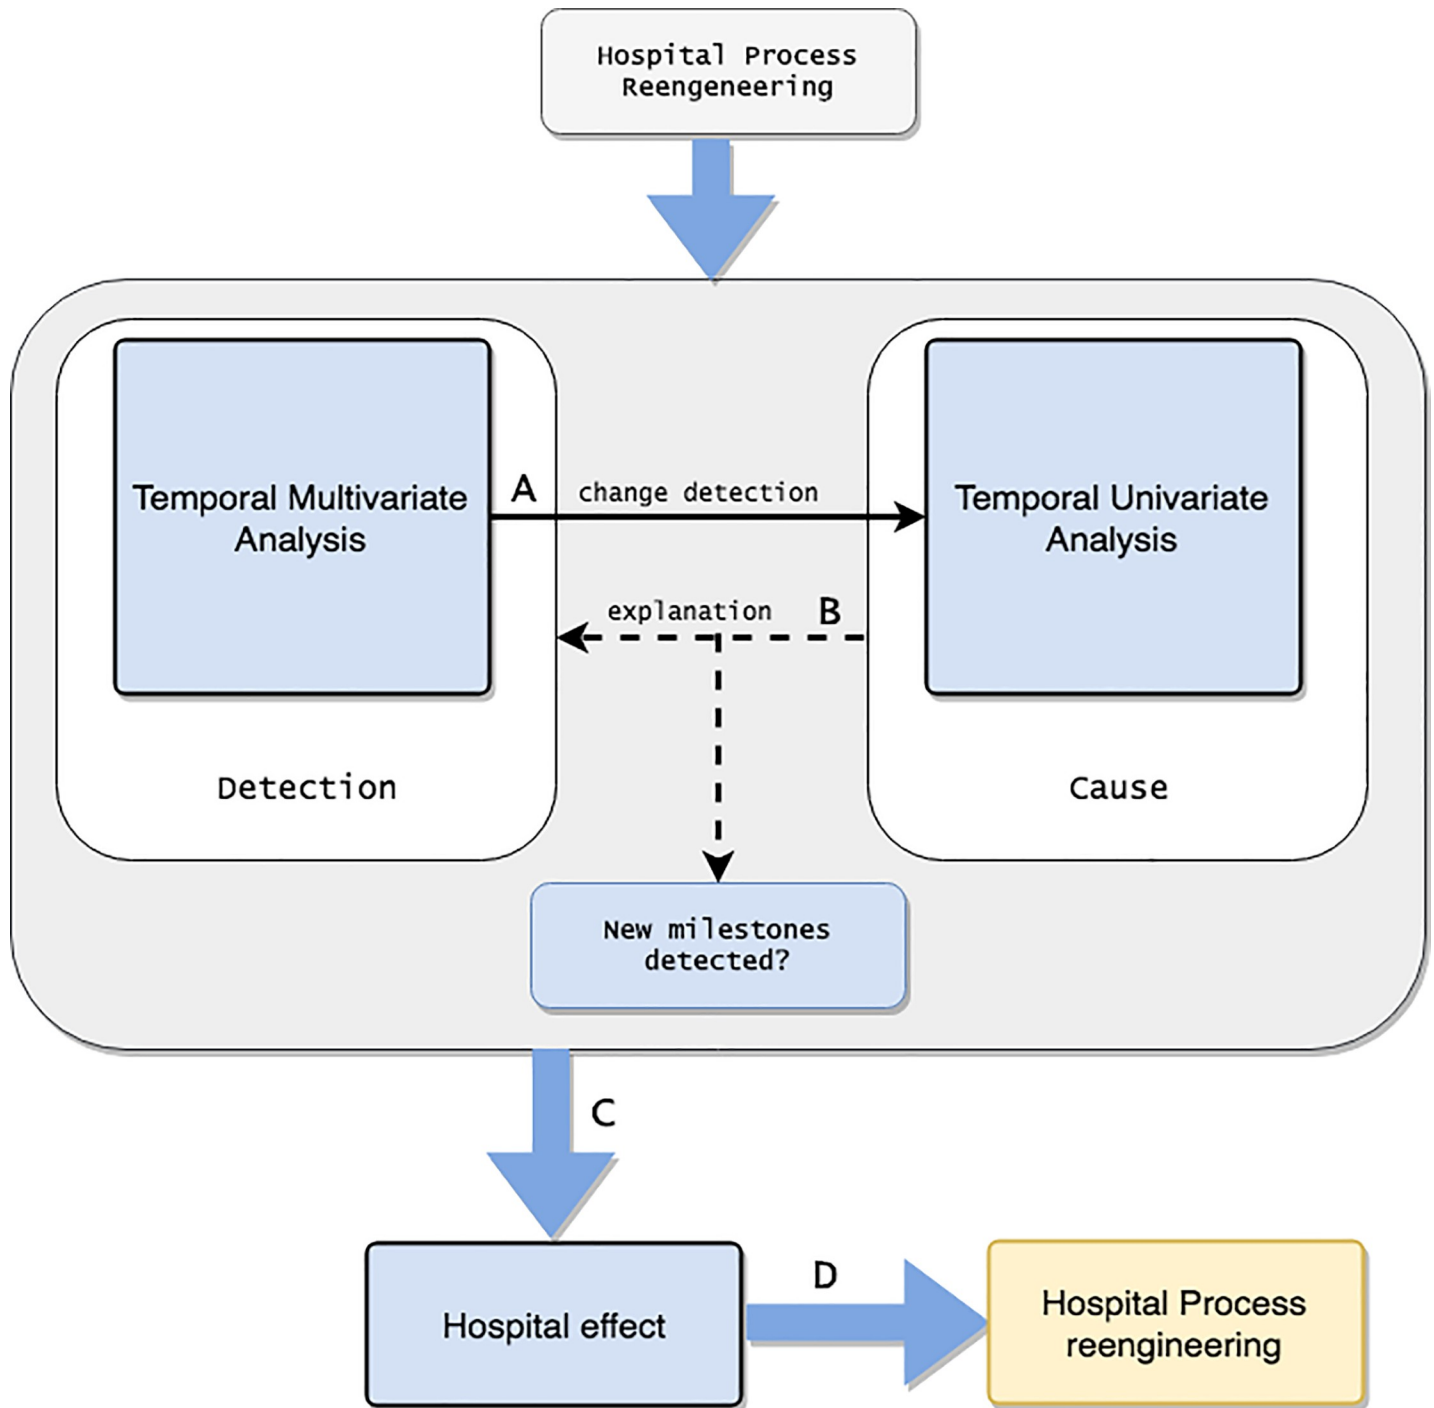 Hospital Process
Reengeneering
Temporal Multivariate
Analysis
A
change detection
Temporal Univariate
Analysis
explanation
B
Detection
Cause
New milestones
detected?
C
Hospital effect
D
Hospital Process
reengineering